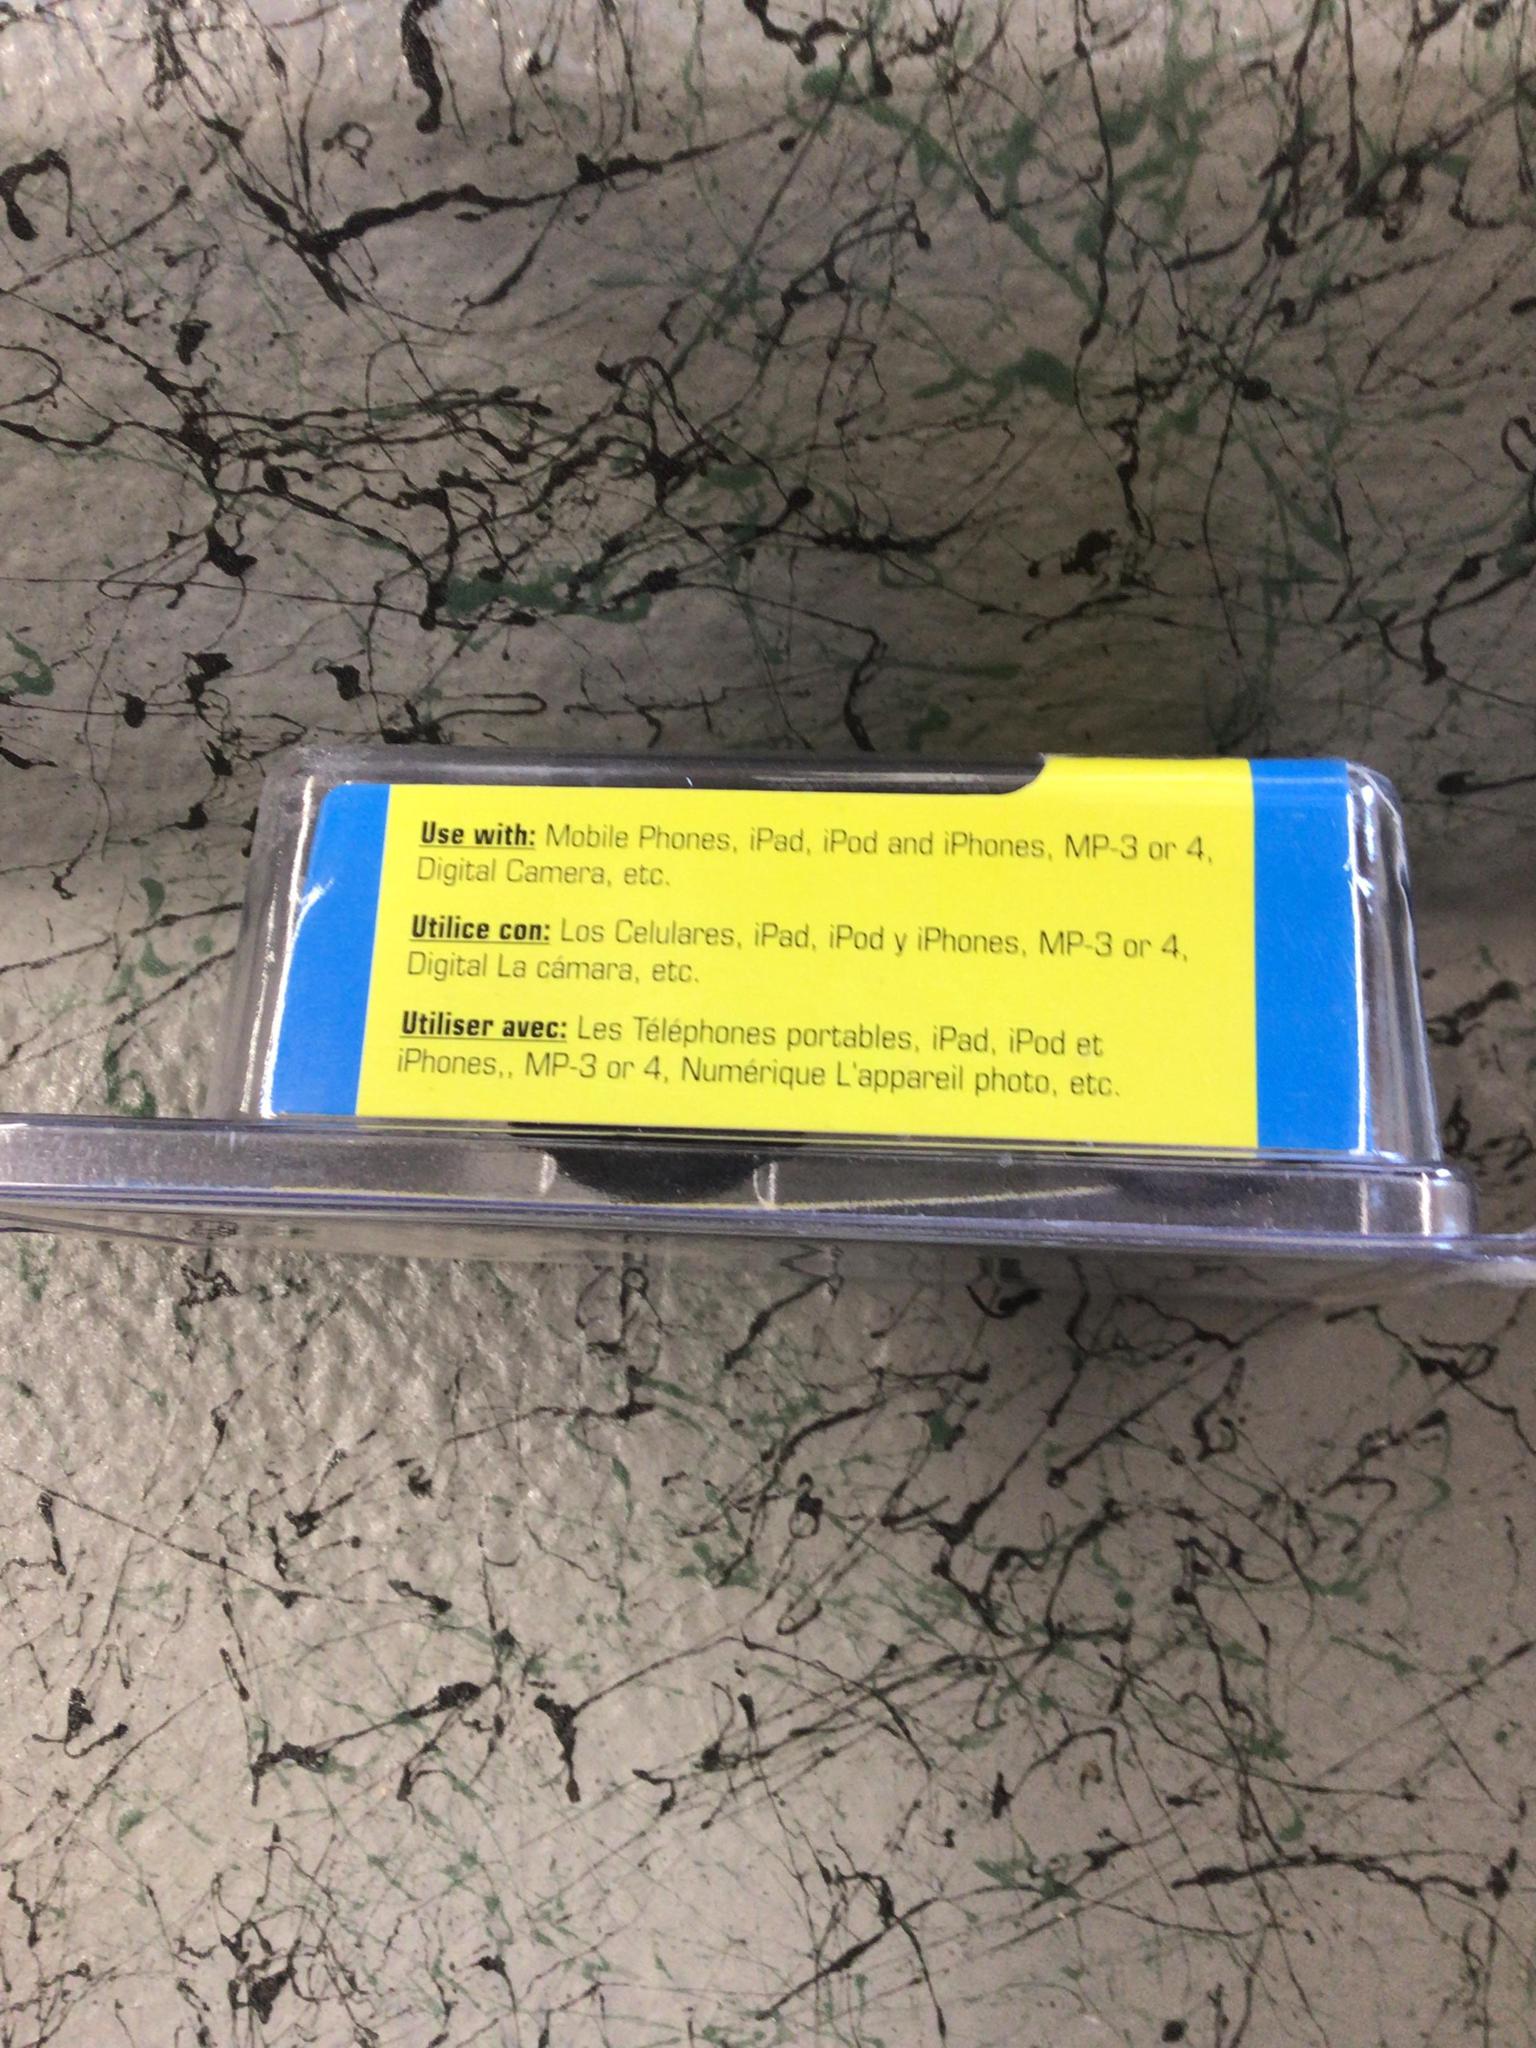 Use with: Mobile Phones, iPad, iPod and iPhones, MP-3 or 4,
Digital Camera, etc.
Utilice con: Los Celulares, iPad, iPod y iPhones, MP-3 or 4,
Digital La cámara, etc.
Utiliser avec: Les Téléphones portables, iPad, iPod et
iPhones,, MP-3 or 4, Numérique L'appareil photo, etc.